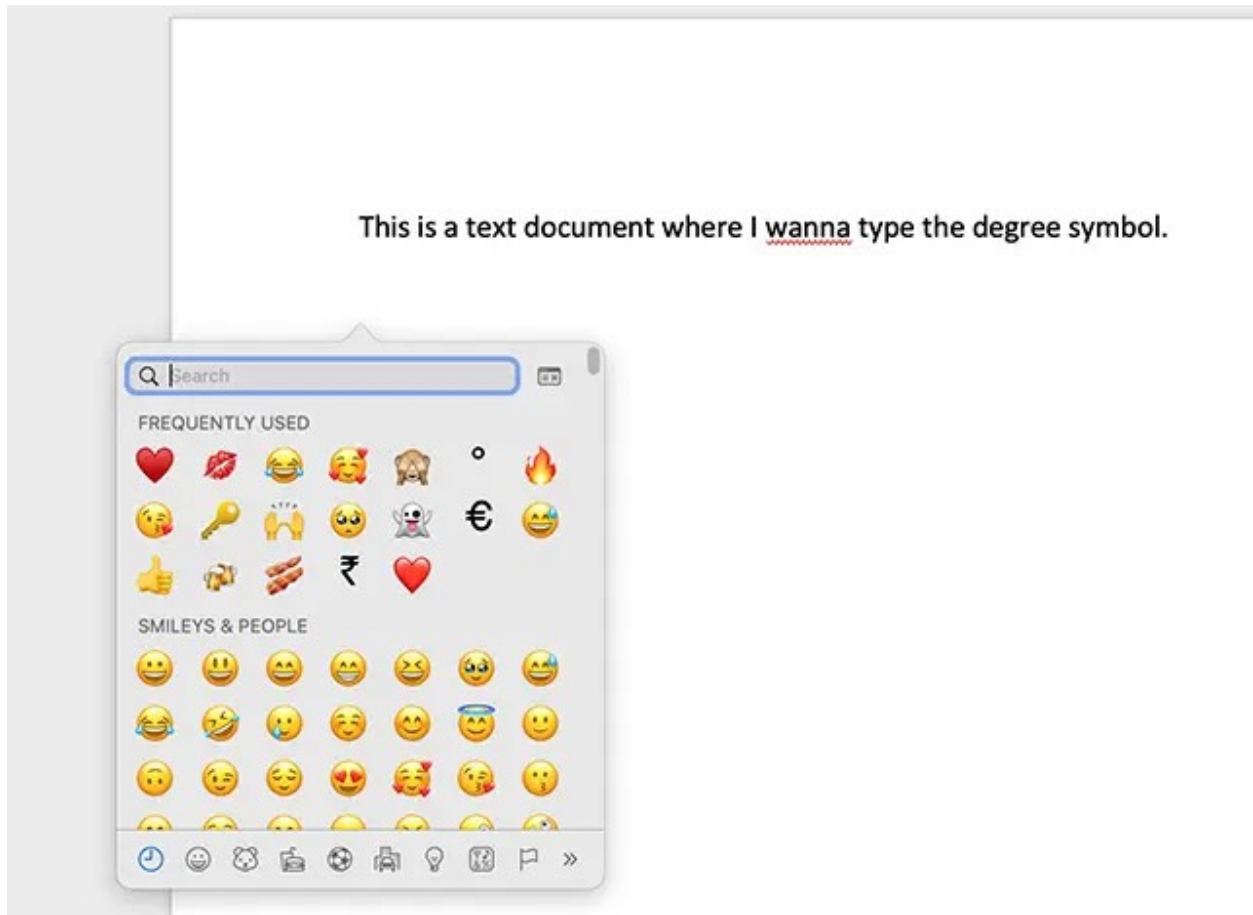 This is a text document where I wanna type the degree symbol.
Search
FREQUENTLY USED
°
€
₹
SMILEYS & PEOPLE